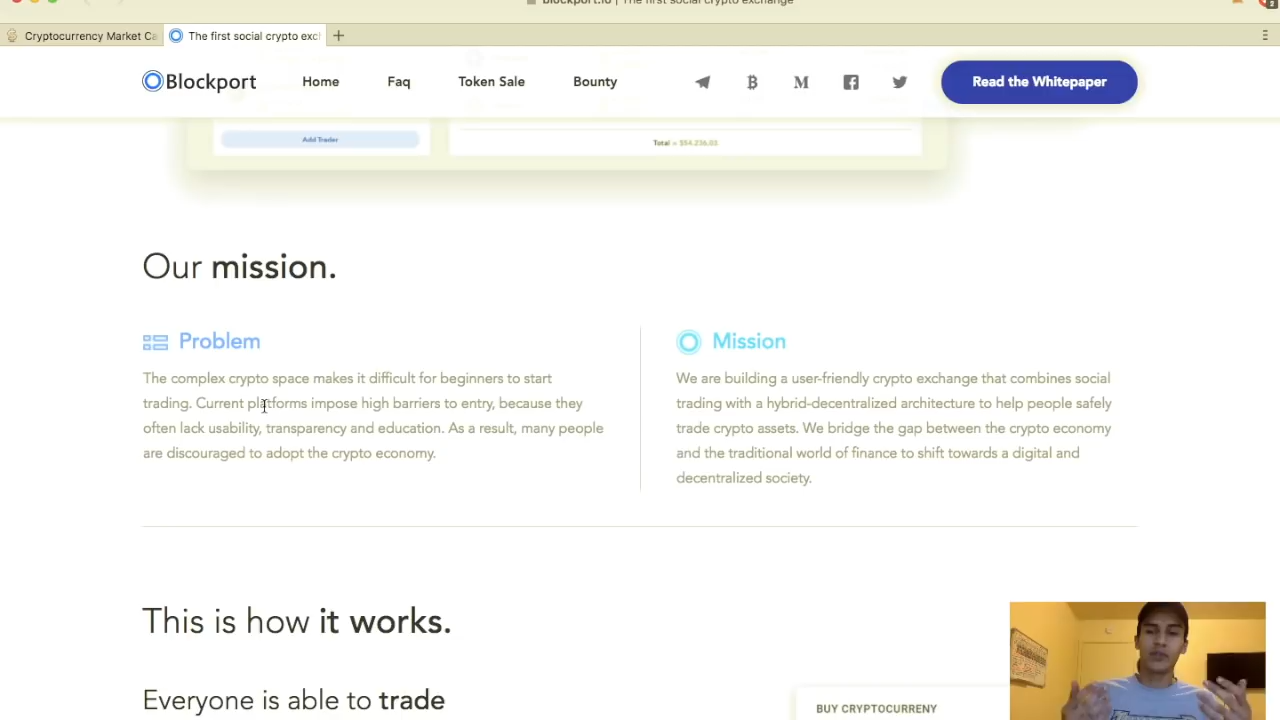 The first social crypto exchange
Cryptocurrency Market Ca
The first social crypto exc
Blockport
Home
Faq
Token Sale
Bounty
Read the Whitepaper
Add Trader
Our mission.
Problem
The complex crypto space makes it difficult for beginners to start
trading. Current platforms impose high barriers to entry, because they
often lack usability, transparency and education. As a result, many people
are discouraged to adopt the crypto economy.
Mission
We are building a user-friendly crypto exchange that combines social
trading with a hybrid-decentralized architecture to help people safely
trade crypto assets. We bridge the gap between the crypto economy
and the traditional world of finance to shift towards a digital and
decentralized society.
This is how it works.
Everyone is able to trade
BUY CRYPTOCURRENY